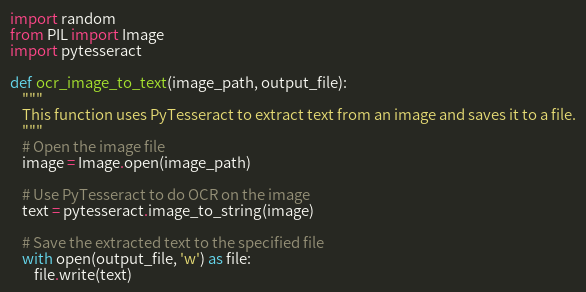 import random
from PIL import Image
import pytesseract

def ocr_image_to_text(image_path, output_file):
    """
    This function uses PyTesseract to extract text from an image and saves it to a file.
    """
    # Open the image file
    image = Image.open(image_path)

    # Use PyTesseract to do OCR on the image
    text = pytesseract.image_to_string(image)

    # Save the extracted text to the specified file
    with open(output_file, 'w') as file:
        file.write(text)